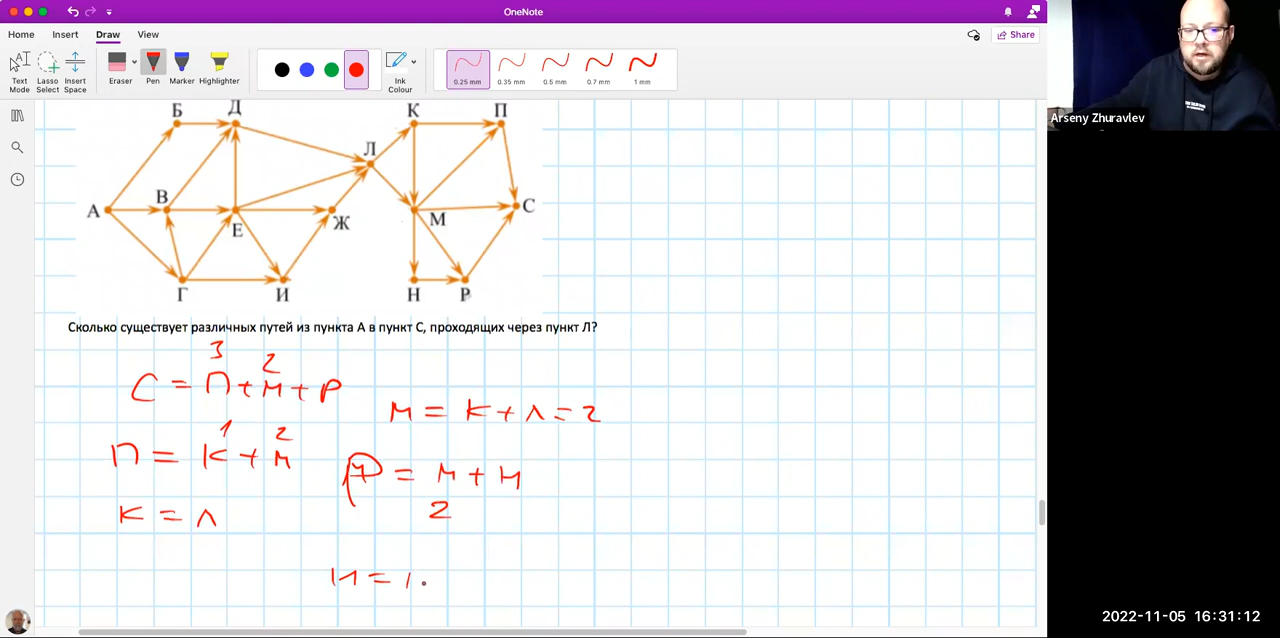 OneNote
Home Insert Draw View
Share
Text Mode
Lasso Select
Insert Space
Eraser
Pen
Marker
Highlighter
Ink Colour
0.25 mm
0.35 mm
0.5 mm
0.7 mm
1 mm
Arseny Zhuravlev
Б Д К П
Л
А В Е Ж М С
Г И Н Р
Сколько существует различных путей из пункта А в пункт С, проходящих через пункт Л?
3 2
С = П + М + Р
М = К + Л = 2
1 2
П = К + М
= М + Н
2
К = Л
2022-11-05 16:31:12